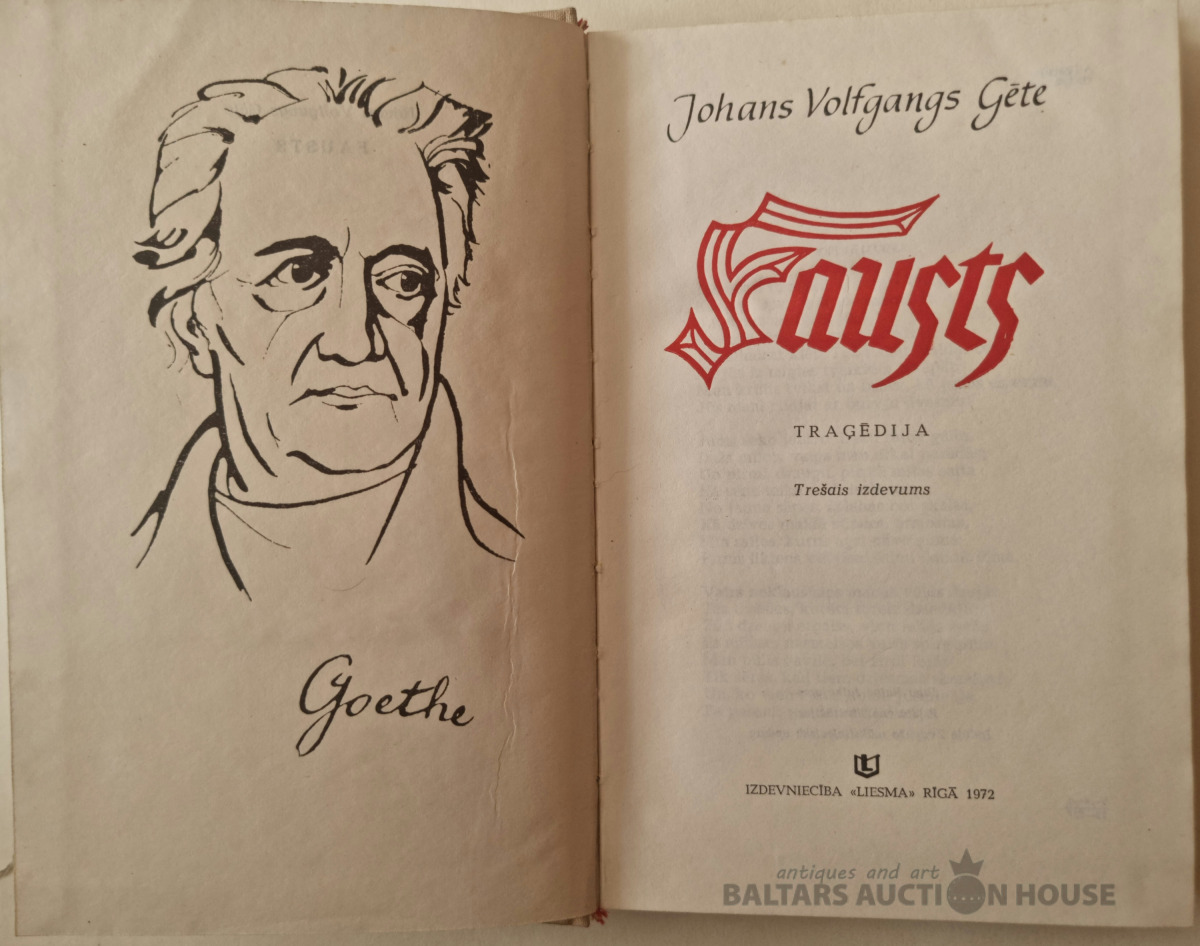 Goethe
Johans Volfgangs Gēte
Fausts
TRAĢĒDIJA
Trešais izdevums
IZDEVNIECĪBA «LIESMA» RĪGĀ 1972
antiques and art
BALTARS AUCTION HOUSE